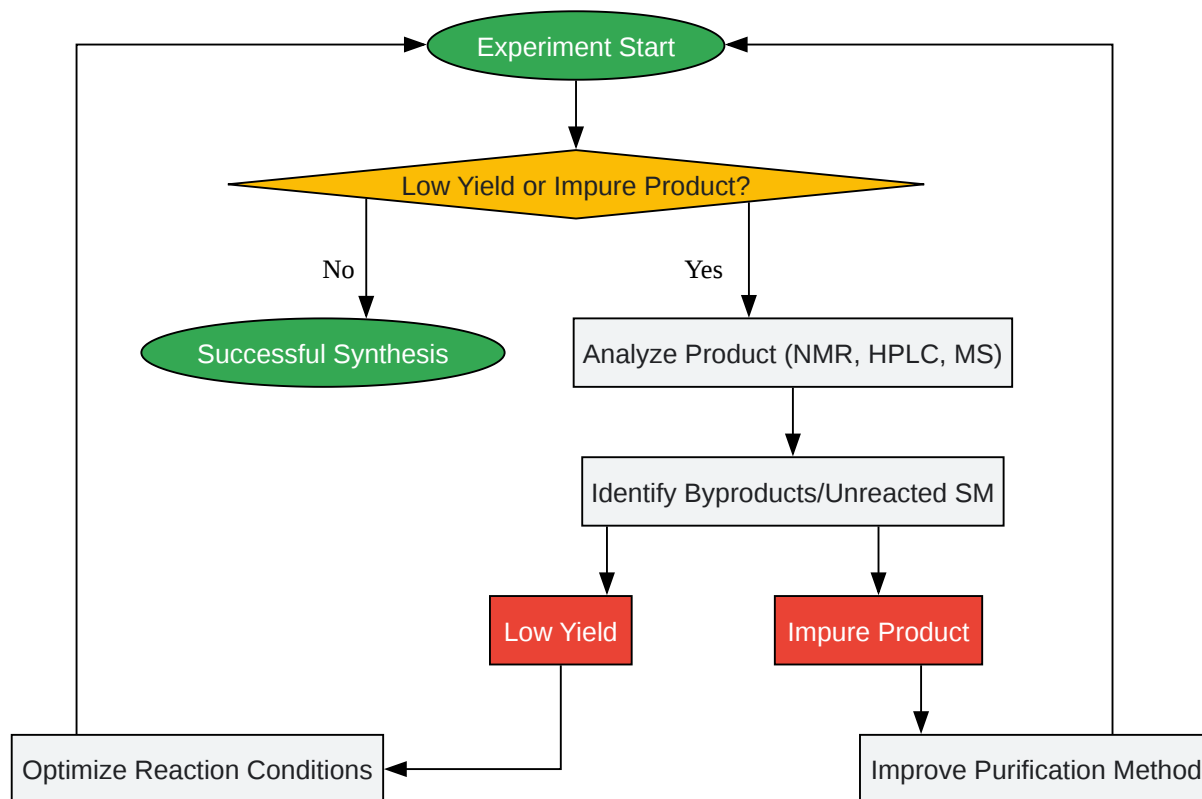 Experiment Start
Low Yield or Impure Product?
No
Yes
Successful Synthesis
Analyze Product (NMR, HPLC, MS)
Identify Byproducts/Unreacted SM
Low Yield
Impure Product
Optimize Reaction Conditions
Improve Purification Method